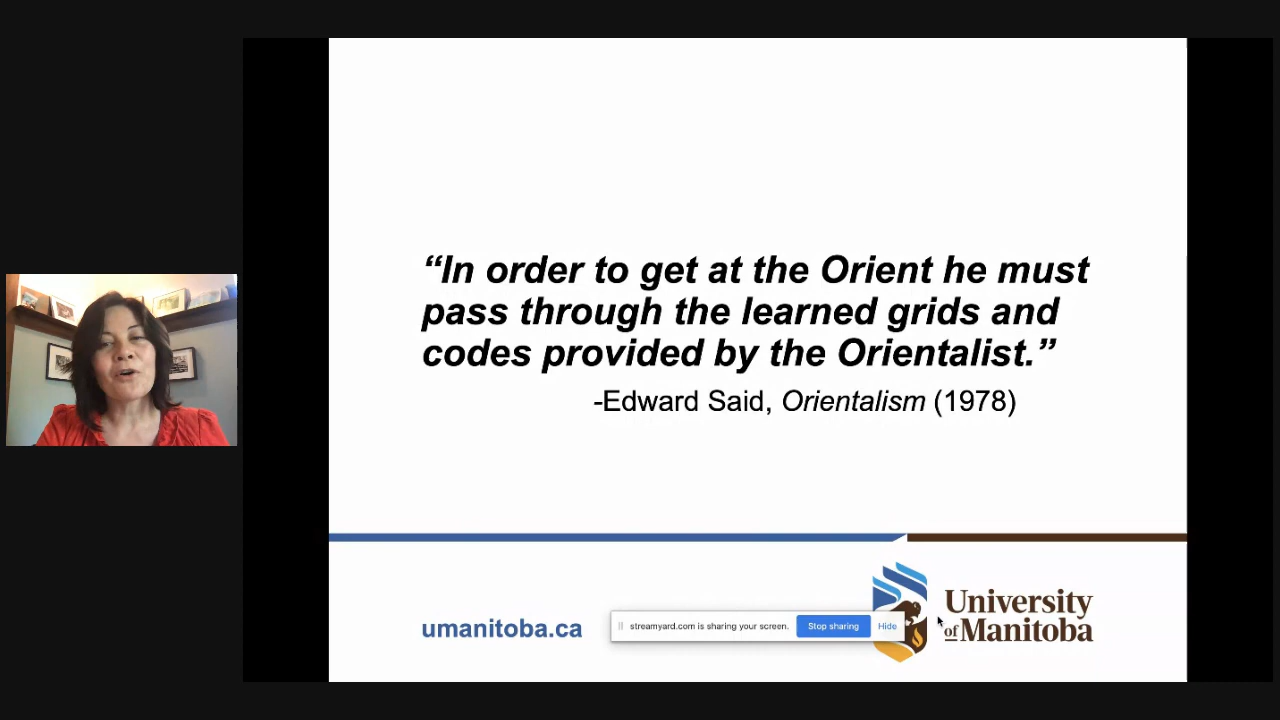 “In order to get at the Orient he must
pass through the learned grids and
codes provided by the Orientalist.”
-Edward Said, Orientalism (1978)
umanitoba.ca
streamyard.com is sharing your screen.
Stop sharing
Hide
University
of Manitoba